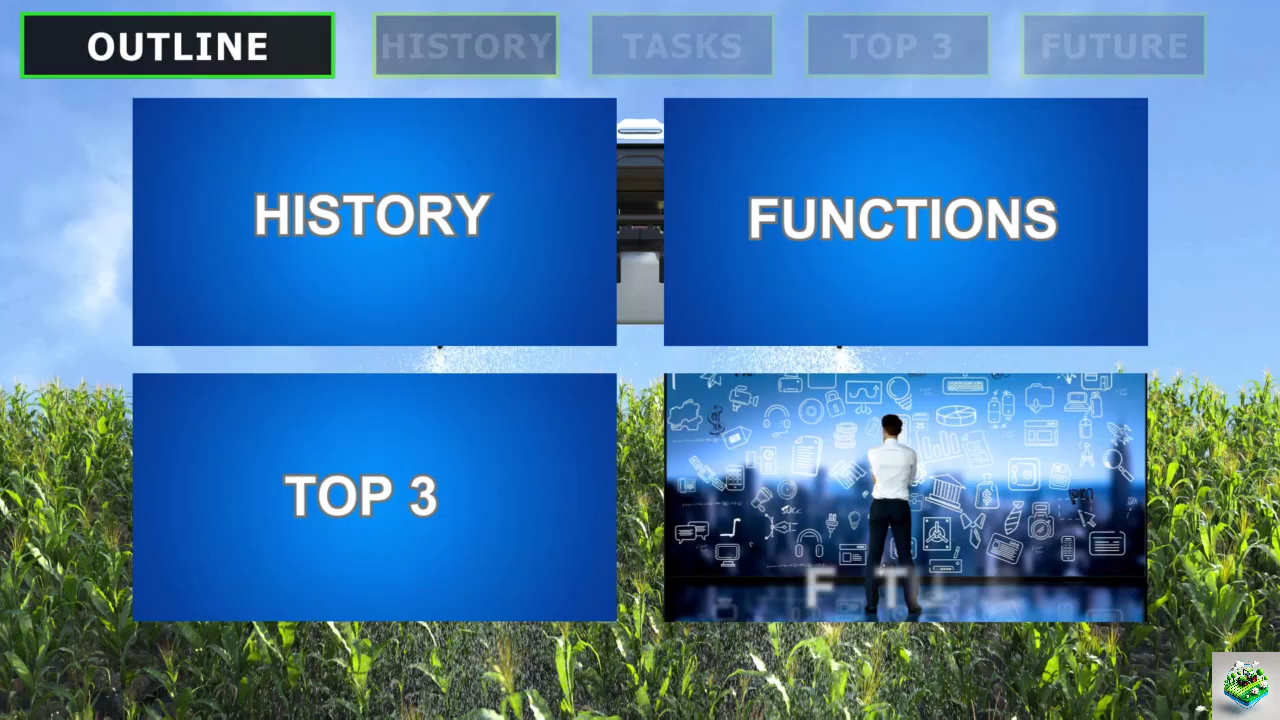 OUTLINE
HISTORY
TASKS
TOP 3
FUTURE
HISTORY
FUNCTIONS
TOP 3